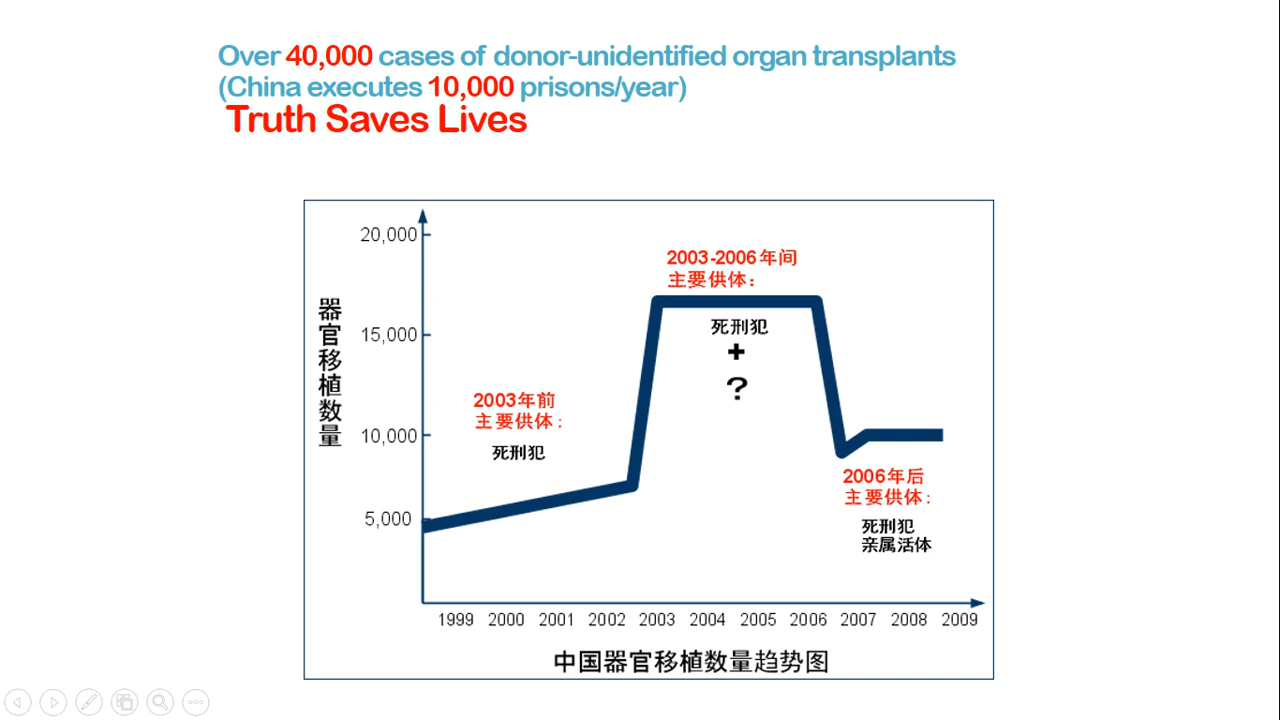 Over 40,000 cases of donor-unidentified organ transplants
(China executes 10,000 prisons/year)
Truth Saves Lives
20,000
15,000
10,000
5,000
器官移植数量
2003-2006年间
主要供体：
死刑犯
+
?
2003年前
主要供体：
死刑犯
2006年后
主要供体：
死刑犯
亲属活体
1999 2000 2001 2002 2003 2004 2005 2006 2007 2008 2009
中国器官移植数量趋势图